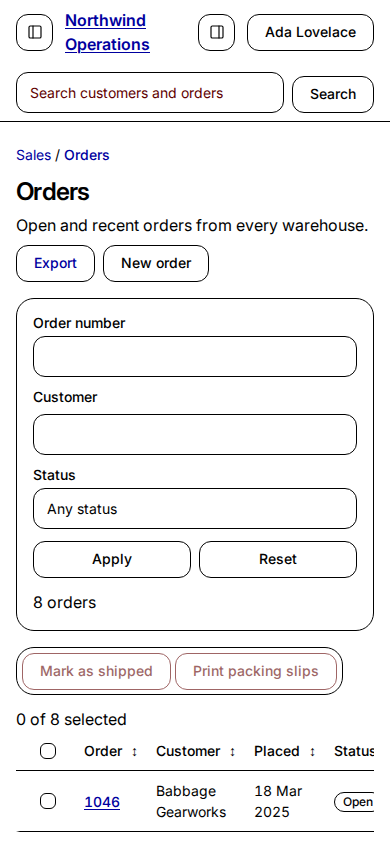 Northwind
Operations
Ada Lovelace
Search customers and orders
Search
Sales / Orders
Orders
Open and recent orders from every warehouse.
Export
New order
Order number
Customer
Status
Any status
Apply
Reset
8 orders
Mark as shipped
Print packing slips
0 of 8 selected
Order ↕ Customer ↕ Placed ↕ Status
1046 Babbage 18 Mar Open
Gearworks 2025